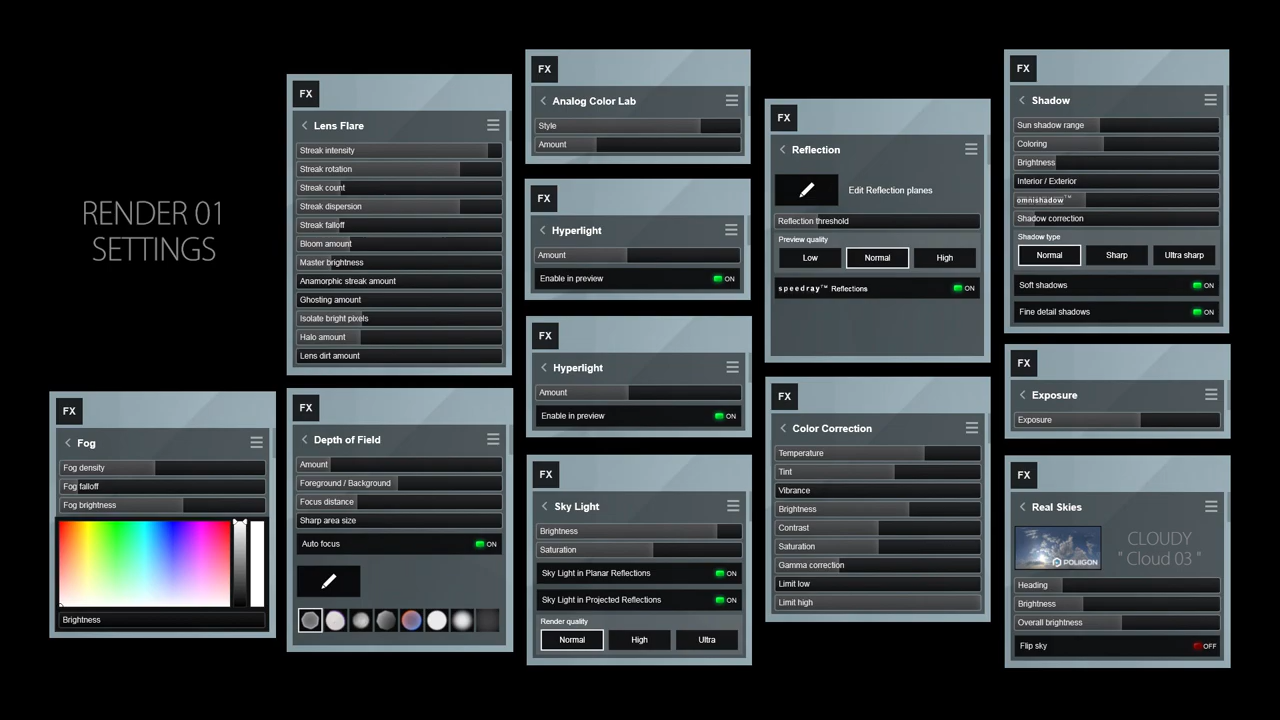 RENDER 01
SETTINGS
FX
Fog
Fog density
Fog falloff
Fog brightness
Brightness
FX
Lens Flare
Streak intensity
Streak rotation
Streak count
Streak dispersion
Streak falloff
Bloom amount
Master brightness
Anamorphic streak amount
Ghosting amount
Isolate bright pixels
Halo amount
Lens dirt amount
FX
Depth of Field
Amount
Foreground / Background
Focus distance
Sharp area size
Auto focus ON
FX
Analog Color Lab
Style
Amount
FX
Hyperlight
Amount
Enable in preview ON
FX
Hyperlight
Amount
Enable in preview ON
FX
Sky Light
Brightness
Saturation
Sky Light in Planar Reflections ON
Sky Light in Projected Reflections ON
Render quality
Normal High Ultra
FX
Reflection
Edit Reflection planes
Reflection threshold
Preview quality
Low Normal High
speedray™ Reflections ON
FX
Color Correction
Temperature
Tint
Vibrance
Brightness
Contrast
Saturation
Gamma correction
Limit low
Limit high
FX
Shadow
Sun shadow range
Coloring
Brightness
Interior / Exterior
omnishadow™
Shadow correction
Shadow type
Normal Sharp Ultra sharp
Soft shadows ON
Fine detail shadows ON
FX
Exposure
Exposure
FX
Real Skies
POLIIGON
CLOUDY
" Cloud 03 "
Heading
Brightness
Overall brightness
Flip sky OFF